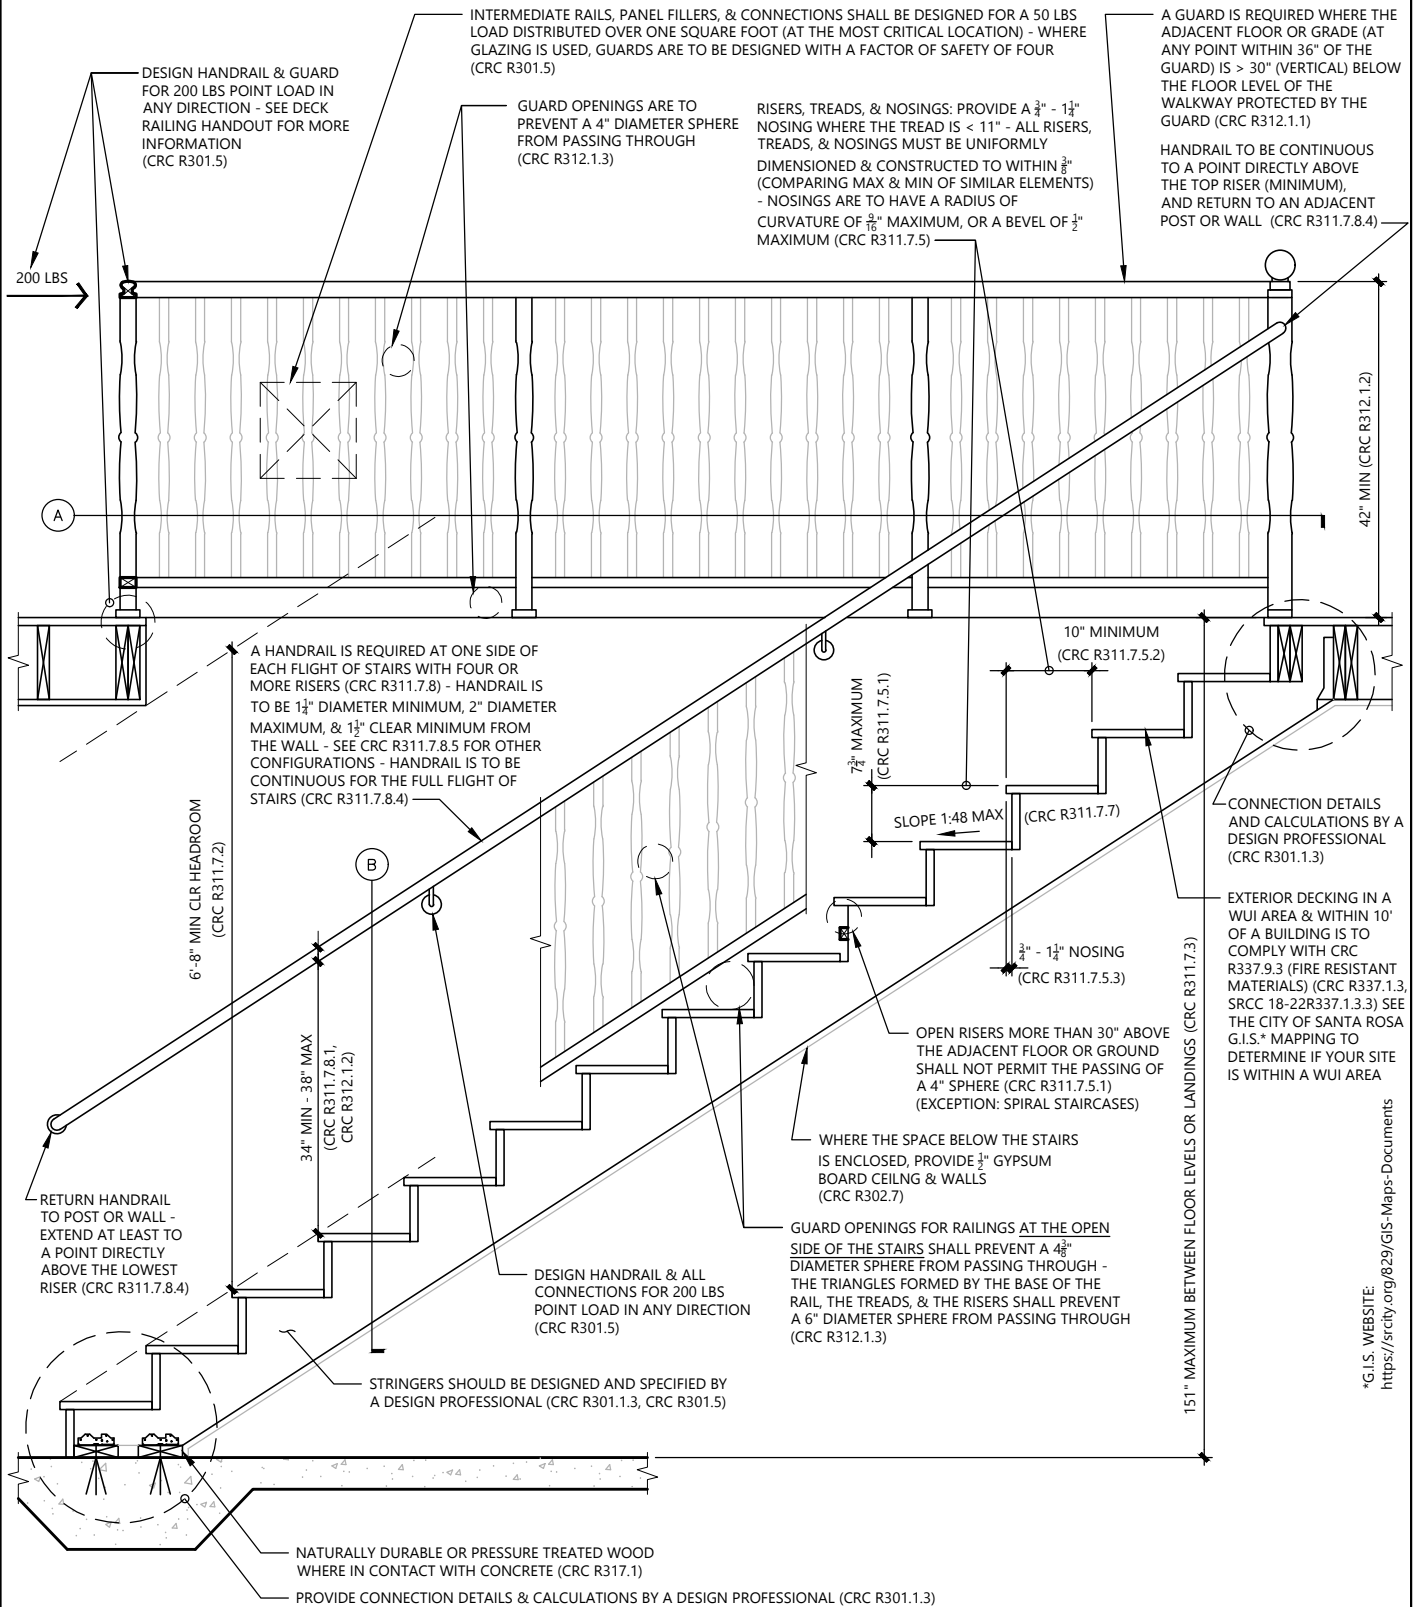 INTERMEDIATE RAILS, PANEL FILLERS, & CONNECTIONS SHALL BE DESIGNED FOR A 50 LBS
LOAD DISTRIBUTED OVER ONE SQUARE FOOT (AT THE MOST CRITICAL LOCATION) - WHERE
GLAZING IS USED, GUARDS ARE TO BE DESIGNED WITH A FACTOR OF SAFETY OF FOUR
(CRC R301.5)
A GUARD IS REQUIRED WHERE THE
ADJACENT FLOOR OR GRADE (AT
ANY POINT WITHIN 36" OF THE
GUARD) IS > 30" (VERTICAL) BELOW
THE FLOOR LEVEL OF THE
WALKWAY PROTECTED BY THE
GUARD (CRC R312.1.1)
DESIGN HANDRAIL & GUARD
FOR 200 LBS POINT LOAD IN
ANY DIRECTION - SEE DECK
RAILING HANDOUT FOR MORE
INFORMATION
(CRC R301.5)
GUARD OPENINGS ARE TO
PREVENT A 4" DIAMETER SPHERE
FROM PASSING THROUGH
(CRC R312.1.3)
RISERS, TREADS, & NOSINGS: PROVIDE A 3/4" - 1 1/4"
NOSING WHERE THE TREAD IS < 11" - ALL RISERS,
TREADS, & NOSINGS MUST BE UNIFORMLY
DIMENSIONED & CONSTRUCTED TO WITHIN 3/8"
(COMPARING MAX & MIN OF SIMILAR ELEMENTS)
- NOSINGS ARE TO HAVE A RADIUS OF
CURVATURE OF 9/16" MAXIMUM, OR A BEVEL OF 1/2"
MAXIMUM (CRC R311.7.5)
HANDRAIL TO BE CONTINUOUS
TO A POINT DIRECTLY ABOVE
THE TOP RISER (MINIMUM),
AND RETURN TO AN ADJACENT
POST OR WALL (CRC R311.7.8.4)
200 LBS
42" MIN (CRC R312.1.2)
A
A HANDRAIL IS REQUIRED AT ONE SIDE OF
EACH FLIGHT OF STAIRS WITH FOUR OR
MORE RISERS (CRC R311.7.8) - HANDRAIL IS
TO BE 1 1/4" DIAMETER MINIMUM, 2" DIAMETER
MAXIMUM, & 1 1/2" CLEAR MINIMUM FROM
THE WALL - SEE CRC R311.7.8.5 FOR OTHER
CONFIGURATIONS - HANDRAIL IS TO BE
CONTINUOUS FOR THE FULL FLIGHT OF
STAIRS (CRC R311.7.8.4)
10" MINIMUM
(CRC R311.7.5.2)
7 3/4" MAXIMUM
(CRC R311.7.5.1)
SLOPE 1:48 MAX (CRC R311.7.7)
CONNECTION DETAILS
AND CALCULATIONS BY A
DESIGN PROFESSIONAL
(CRC R301.1.3)
6'-8" MIN CLR HEADROOM
(CRC R311.7.2)
B
EXTERIOR DECKING IN A
WUI AREA & WITHIN 10'
OF A BUILDING IS TO
COMPLY WITH CRC
R337.9.3 (FIRE RESISTANT
MATERIALS) (CRC R337.1.3,
SRCC 18-22R337.1.3.3) SEE
THE CITY OF SANTA ROSA
G.I.S.* MAPPING TO
DETERMINE IF YOUR SITE
IS WITHIN A WUI AREA
3/4" - 1 1/4" NOSING
(CRC R311.7.5.3)
34" MIN - 38" MAX
(CRC R311.7.8.1,
CRC R312.1.2)
OPEN RISERS MORE THAN 30" ABOVE
THE ADJACENT FLOOR OR GROUND
SHALL NOT PERMIT THE PASSING OF
A 4" SPHERE (CRC R311.7.5.1)
(EXCEPTION: SPIRAL STAIRCASES)
WHERE THE SPACE BELOW THE STAIRS
IS ENCLOSED, PROVIDE 1/2" GYPSUM
BOARD CEILNG & WALLS
(CRC R302.7)
151" MAXIMUM BETWEEN FLOOR LEVELS OR LANDINGS (CRC R311.7.3)
RETURN HANDRAIL
TO POST OR WALL -
EXTEND AT LEAST TO
A POINT DIRECTLY
ABOVE THE LOWEST
RISER (CRC R311.7.8.4)
GUARD OPENINGS FOR RAILINGS AT THE OPEN
SIDE OF THE STAIRS SHALL PREVENT A 4 3/8"
DIAMETER SPHERE FROM PASSING THROUGH -
THE TRIANGLES FORMED BY THE BASE OF THE
RAIL, THE TREADS, & THE RISERS SHALL PREVENT
A 6" DIAMETER SPHERE FROM PASSING THROUGH
(CRC R312.1.3)
DESIGN HANDRAIL & ALL
CONNECTIONS FOR 200 LBS
POINT LOAD IN ANY DIRECTION
(CRC R301.5)
*G.I.S. WEBSITE:
https://srcity.org/829/GIS-Maps-Documents
STRINGERS SHOULD BE DESIGNED AND SPECIFIED BY
A DESIGN PROFESSIONAL (CRC R301.1.3, CRC R301.5)
NATURALLY DURABLE OR PRESSURE TREATED WOOD
WHERE IN CONTACT WITH CONCRETE (CRC R317.1)
PROVIDE CONNECTION DETAILS & CALCULATIONS BY A DESIGN PROFESSIONAL (CRC R301.1.3)